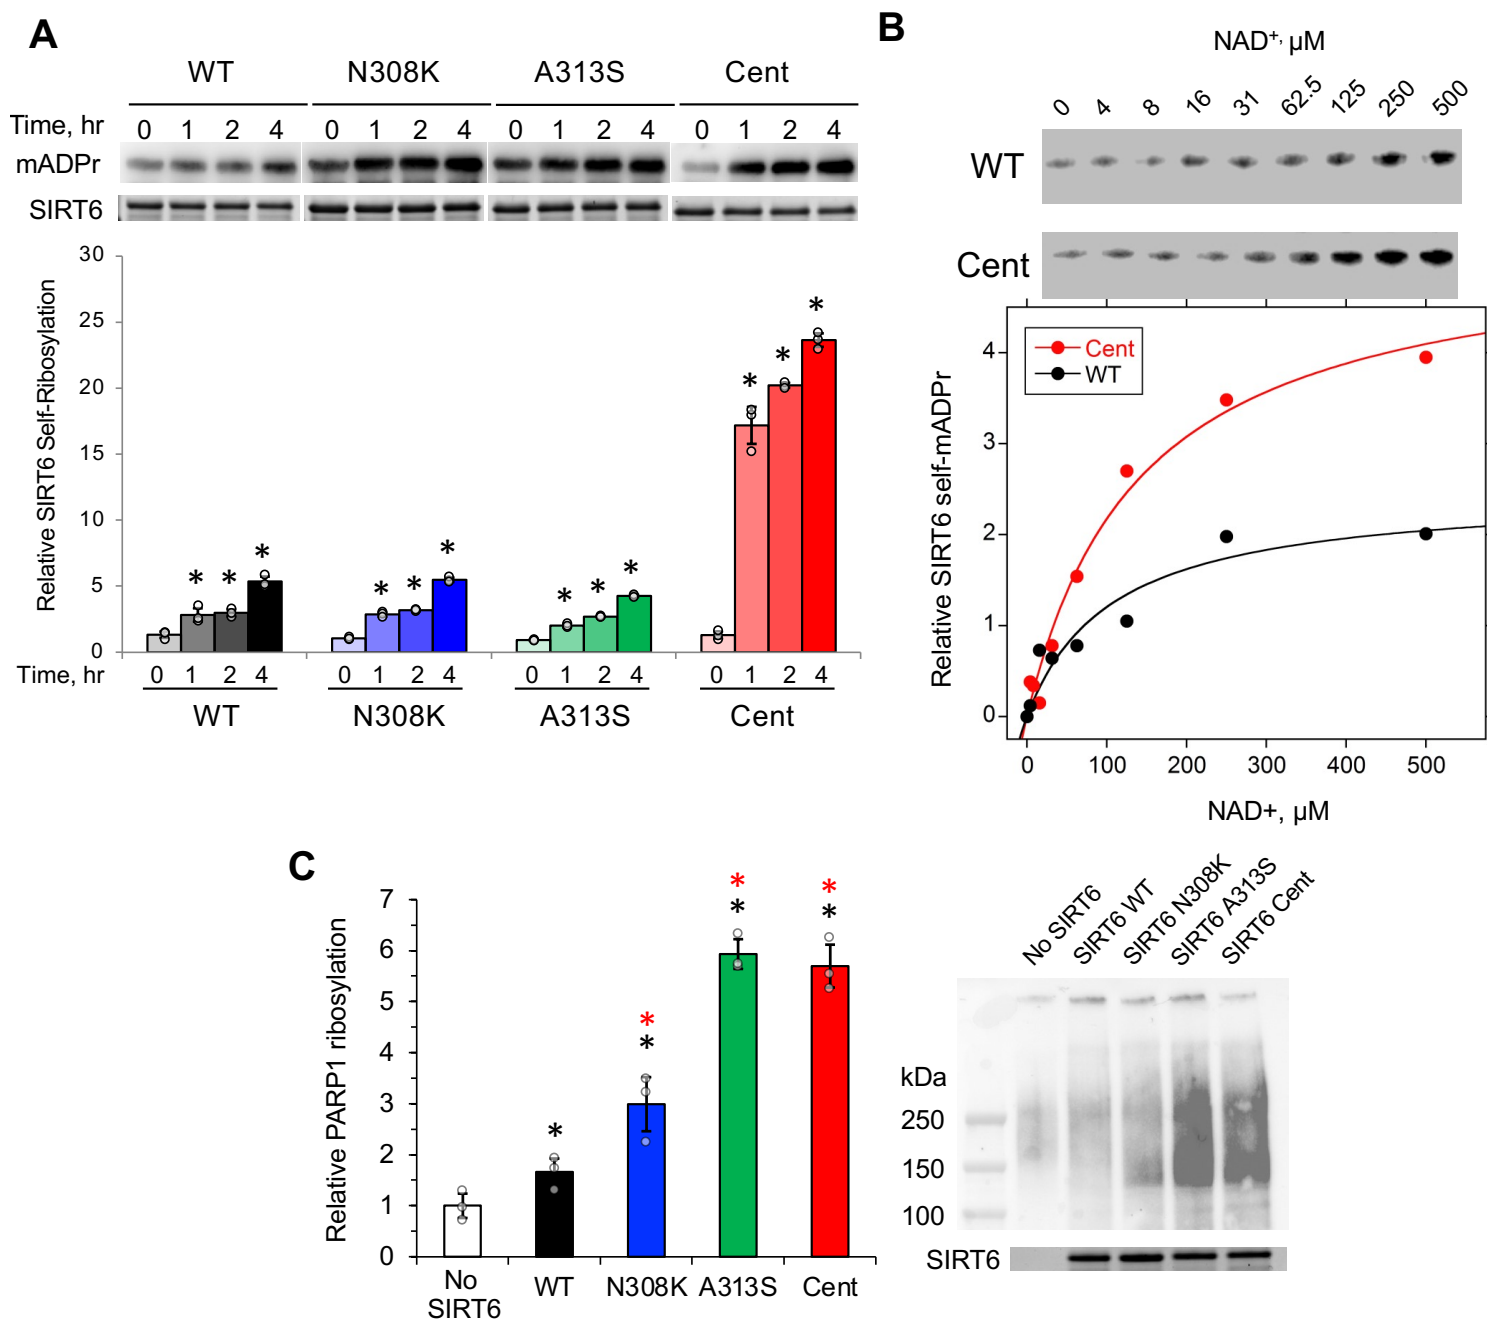 A
WT N308K A313S Cent
Time, hr 0 1 2 4 0 1 2 4 0 1 2 4 0 1 2 4
mADPr
SIRT6
Relative SIRT6 Self-Ribosylation
30
25
20
15
10
5
0
* * * * * * * * * * * *
Time, hr 0 1 2 4 0 1 2 4 0 1 2 4 0 1 2 4
WT N308K A313S Cent
B
NAD+, µM
0 4 8 16 31 62.5 125 250 500
WT
Cent
Relative SIRT6 self-mADPr
4
3
2
1
0
Cent
WT
0 100 200 300 400 500
NAD+, µM
C
Relative PARP1 ribosylation
7
6
5
4
3
2
1
0
* * * * * * *
No SIRT6 WT N308K A313S Cent
No SIRT6
SIRT6 WT
SIRT6 N308K
SIRT6 A313S
SIRT6 Cent
kDa
250
150
100
SIRT6